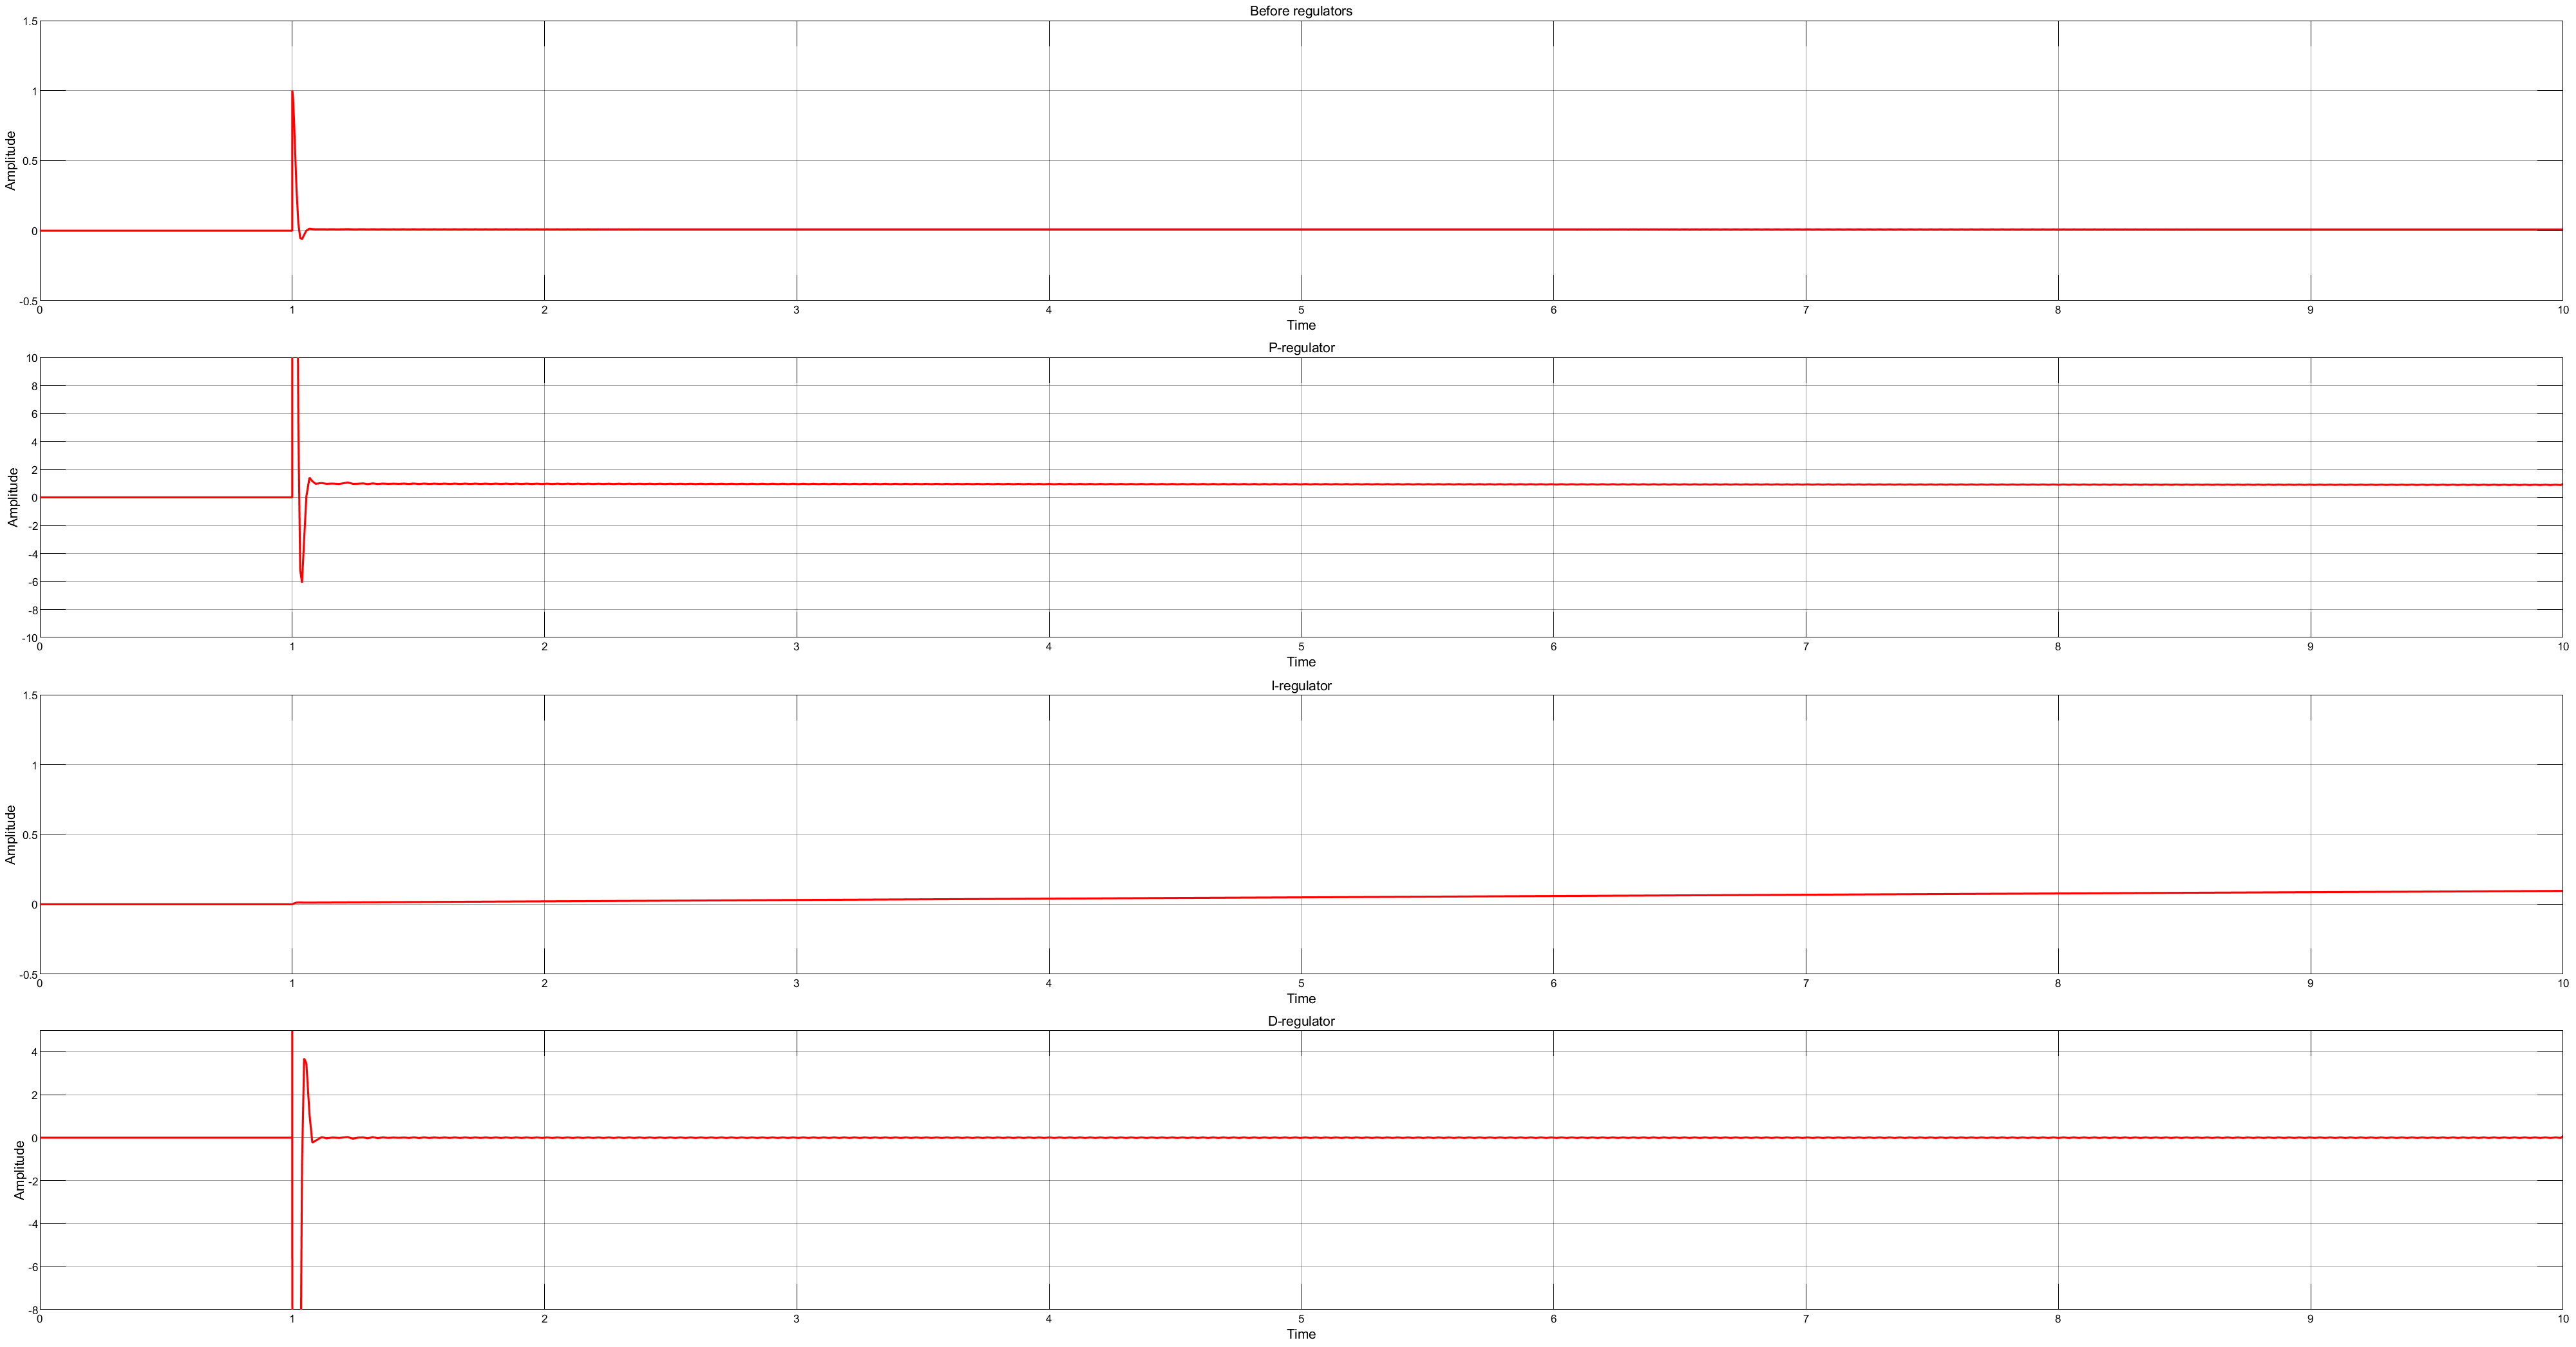 Before regulators
1.5
1
0.5
0
-0.5
Amplitude
0 1 2 3 4 5 6 7 8 9 10
Time
P-regulator
10
8
6
4
2
0
-2
-4
-6
-8
-10
Amplitude
0 1 2 3 4 5 6 7 8 9 10
Time
I-regulator
1.5
1
0.5
0
-0.5
Amplitude
0 1 2 3 4 5 6 7 8 9 10
Time
D-regulator
4
2
0
-2
-4
-6
-8
Amplitude
0 1 2 3 4 5 6 7 8 9 10
Time